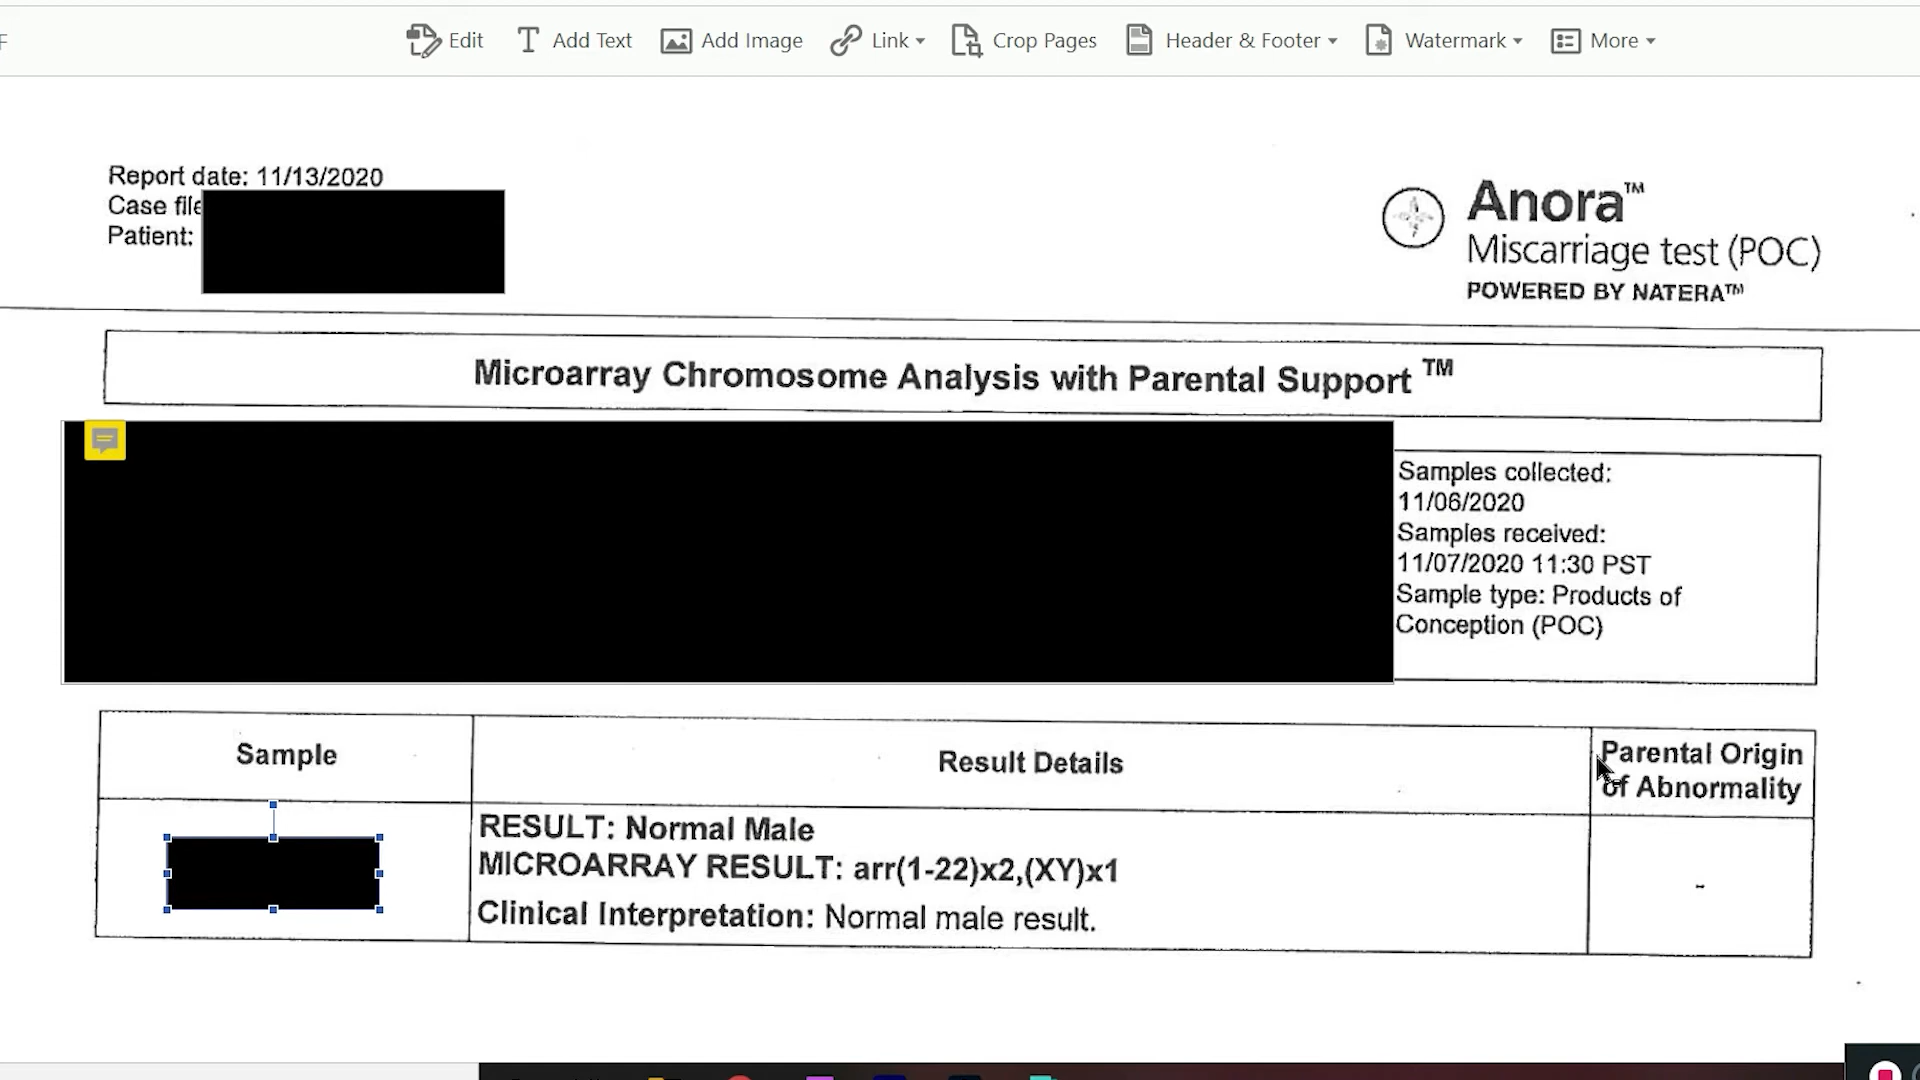 F
Edit
Add Text
Add Image
Link
Crop Pages
Header & Footer
Watermark
More
Report date: 11/13/2020
Case file
Patient:
Anora™
Miscarriage test (POC)
POWERED BY NATERA™
Microarray Chromosome Analysis with Parental Support ™
Samples collected:
11/06/2020
Samples received:
11/07/2020 11:30 PST
Sample type: Products of
Conception (POC)
Sample
Result Details
Parental Origin
of Abnormality
RESULT: Normal Male
MICROARRAY RESULT: arr(1-22)x2,(XY)x1
Clinical Interpretation: Normal male result.
-